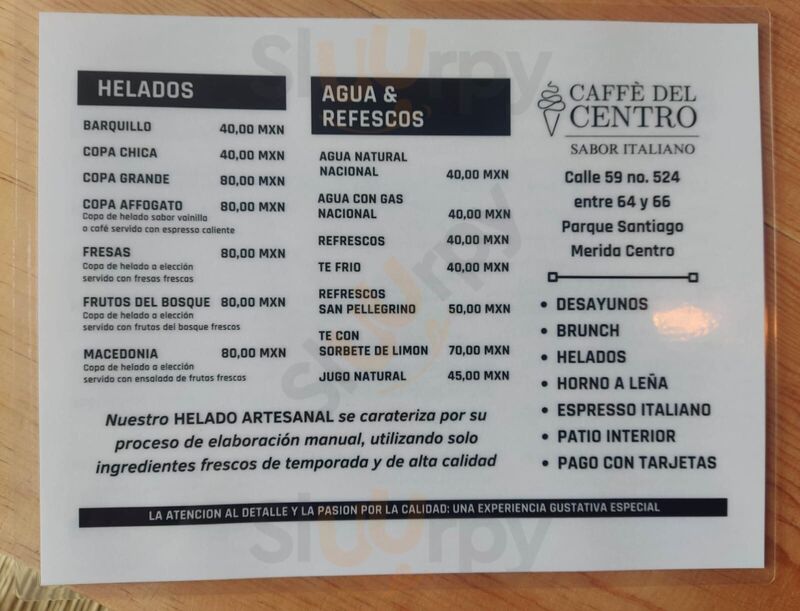 HELADOS
BARQUILLO 40,00 MXN
COPA CHICA 40,00 MXN
COPA GRANDE 80,00 MXN
COPA AFFOGATO 80,00 MXN
Copa de helado sabor vainilla
o café servido con espresso caliente
FRESAS 80,00 MXN
Copa de helado a elección
servido con fresas frescas
FRUTOS DEL BOSQUE 80,00 MXN
Copa de helado a elección
servido con frutos del bosque frescos
MACEDONIA 80,00 MXN
Copa de helado a elección
servido con ensalada de frutas frescas
AGUA &
REFESCOS
AGUA NATURAL
NACIONAL 40,00 MXN
AGUA CON GAS
NACIONAL 40,00 MXN
REFRESCOS 40,00 MXN
TE FRIO 40,00 MXN
REFRESCOS
SAN PELLEGRINO 50,00 MXN
TE CON
SORBETE DE LIMON 70,00 MXN
JUGO NATURAL 45,00 MXN
CAFFÈ DEL
CENTRO
SABOR ITALIANO
Calle 59 no. 524
entre 64 y 66
Parque Santiago
Merida Centro
• DESAYUNOS
• BRUNCH
• HELADOS
• HORNO A LEÑA
• ESPRESSO ITALIANO
• PATIO INTERIOR
• PAGO CON TARJETAS
Nuestro HELADO ARTESANAL se carateriza por su
proceso de elaboración manual, utilizando solo
ingredientes frescos de temporada y de alta calidad
LA ATENCION AL DETALLE Y LA PASION POR LA CALIDAD: UNA EXPERIENCIA GUSTATIVA ESPECIAL
Sluurpy
Sluurpy
Sluurpy